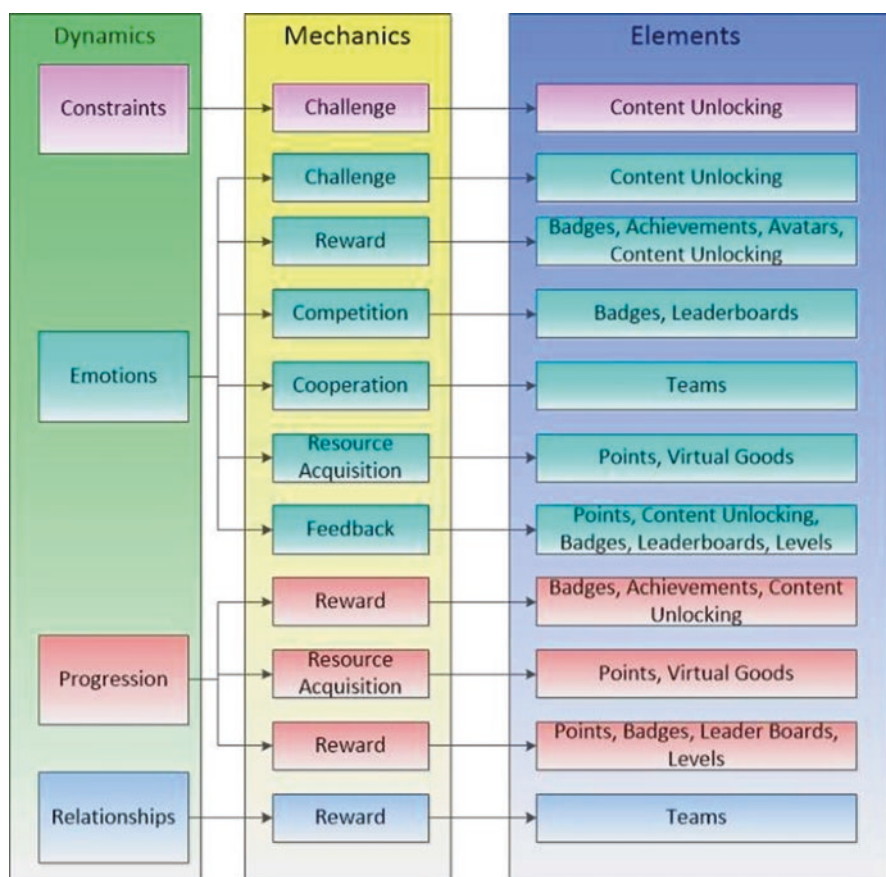 Dynamics
Mechanics
Elements
Constraints
Challenge
Content Unlocking
Challenge
Content Unlocking
Reward
Badges, Achievements, Avatars,
Content Unlocking
Competition
Badges, Leaderboards
Emotions
Cooperation
Teams
Resource
Acquisition
Points, Virtual Goods
Feedback
Points, Content Unlocking,
Badges, Leaderboards, Levels
Reward
Badges, Achievements, Content
Unlocking
Progression
Resource
Acquisition
Points, Virtual Goods
Reward
Points, Badges, Leader Boards,
Levels
Relationships
Reward
Teams